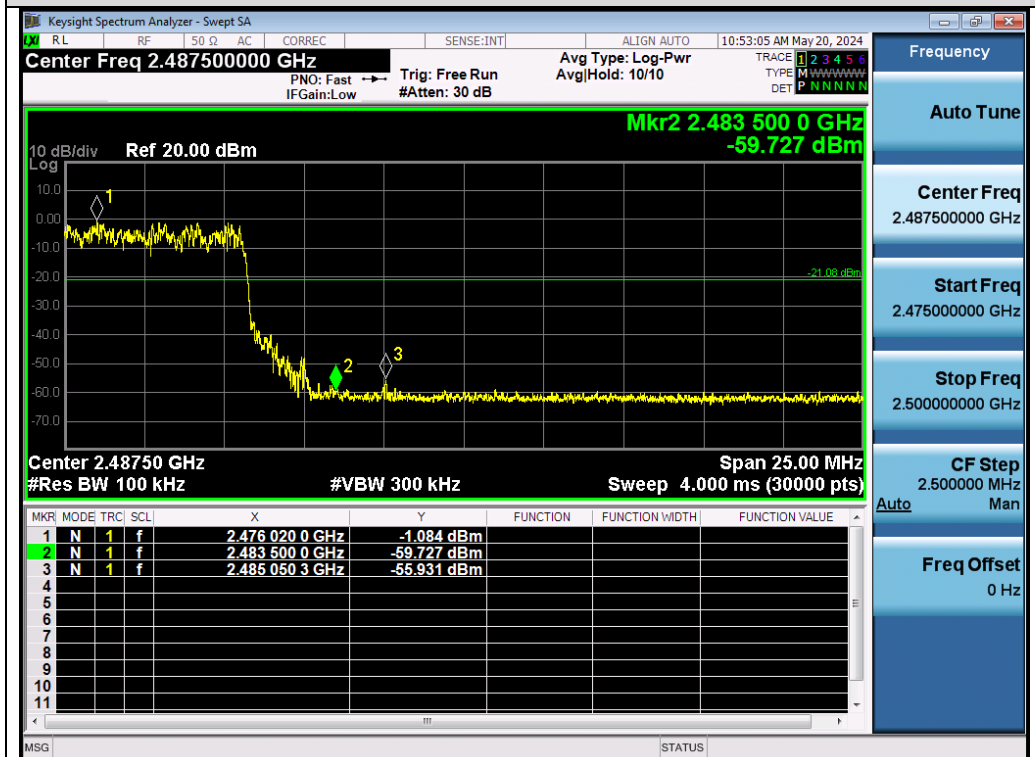 Keysight Spectrum Analyzer - Swept SA
LXI RL RF 50 Ω AC CORREC SENSE:INT ALIGN AUTO 10:53:05 AM May 20, 2024
Center Freq 2.487500000 GHz
PNO: Fast
IFGain:Low
Trig: Free Run
#Atten: 30 dB
Avg Type: Log-Pwr
Avg|Hold: 10/10
TRACE 1 2 3 4 5 6
TYPE M W W W W W
DET P N N N N N
Mkr2 2.483 500 0 GHz
-59.727 dBm
10 dB/div Ref 20.00 dBm
Log
10.0
0.00
-10.0
-20.0
-30.0
-40.0
-50.0
-60.0
-70.0
1
2
3
-21.08 dBm
Center 2.48750 GHz Span 25.00 MHz
#Res BW 100 kHz #VBW 300 kHz Sweep 4.000 ms (30000 pts)
MKR MODE TRC SCL X Y FUNCTION FUNCTION WIDTH FUNCTION VALUE
1 N 1 f 2.476 020 0 GHz -1.084 dBm
2 N 1 f 2.483 500 0 GHz -59.727 dBm
3 N 1 f 2.485 050 3 GHz -55.931 dBm
4
5
6
7
8
9
10
11
MSG STATUS
Frequency
Auto Tune
Center Freq
2.487500000 GHz
Start Freq
2.475000000 GHz
Stop Freq
2.500000000 GHz
CF Step
2.500000 MHz
Auto Man
Freq Offset
0 Hz